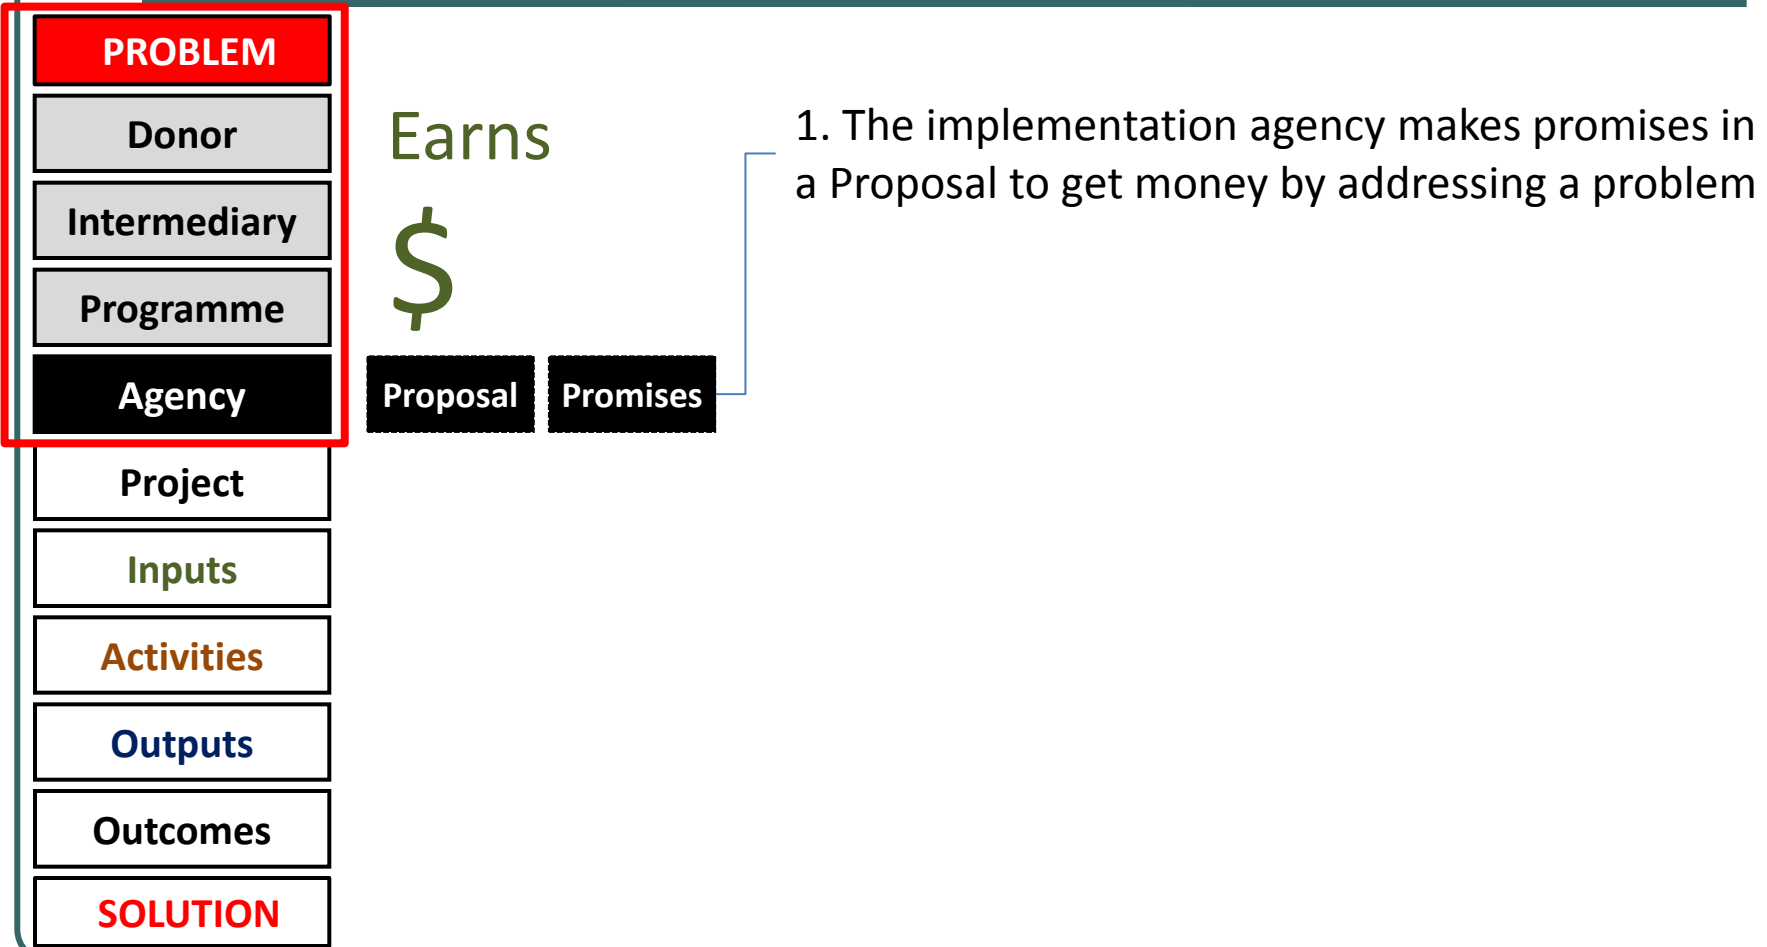 PROBLEM
Donor
Intermediary
Programme
Agency
Project
Inputs
Activities
Outputs
Outcomes
SOLUTION
Earns
$
Proposal
Promises
1. The implementation agency makes promises in
a Proposal to get money by addressing a problem